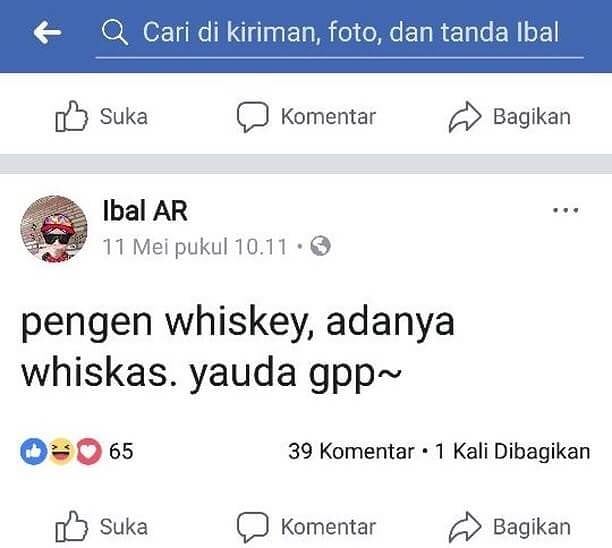 Cari di kiriman, foto, dan tanda Ibal
Suka Komentar Bagikan
Ibal AR
11 Mei pukul 10.11 •
pengen whiskey, adanya
whiskas. yauda gpp~
65 39 Komentar • 1 Kali Dibagikan
Suka Komentar Bagikan